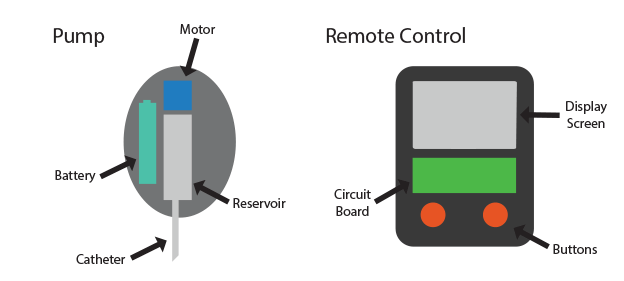 Pump
Motor
Battery
Reservoir
Catheter
Remote Control
Display
Screen
Circuit
Board
Buttons